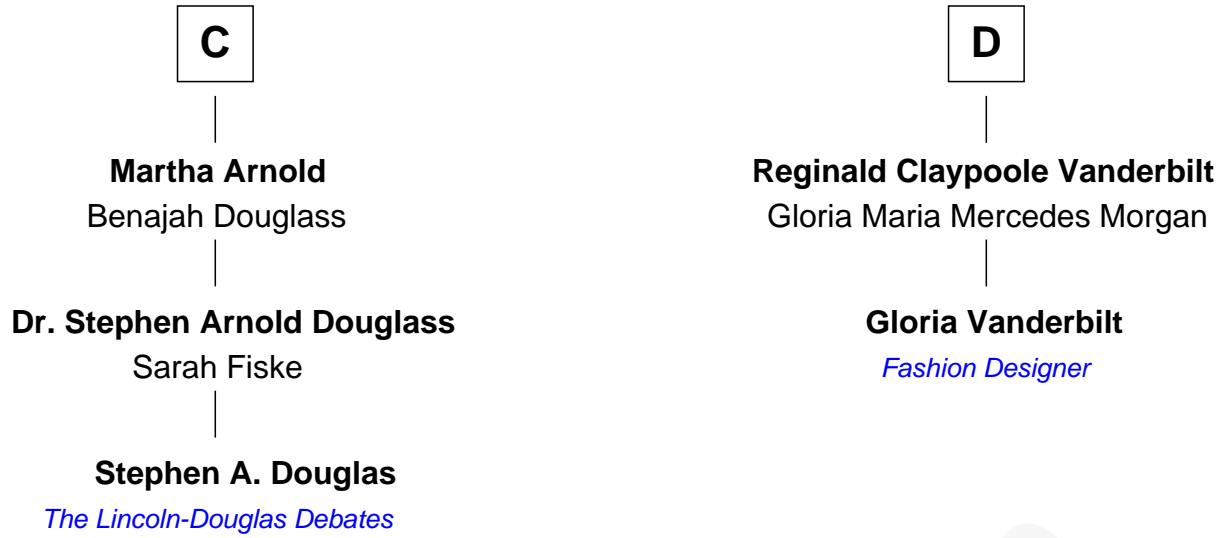 C
Martha Arnold
Benajah Douglass
Dr. Stephen Arnold Douglass
Sarah Fiske
Stephen A. Douglas
The Lincoln-Douglas Debates
D
Reginald Claypoole Vanderbilt
Gloria Maria Mercedes Morgan
Gloria Vanderbilt
Fashion Designer